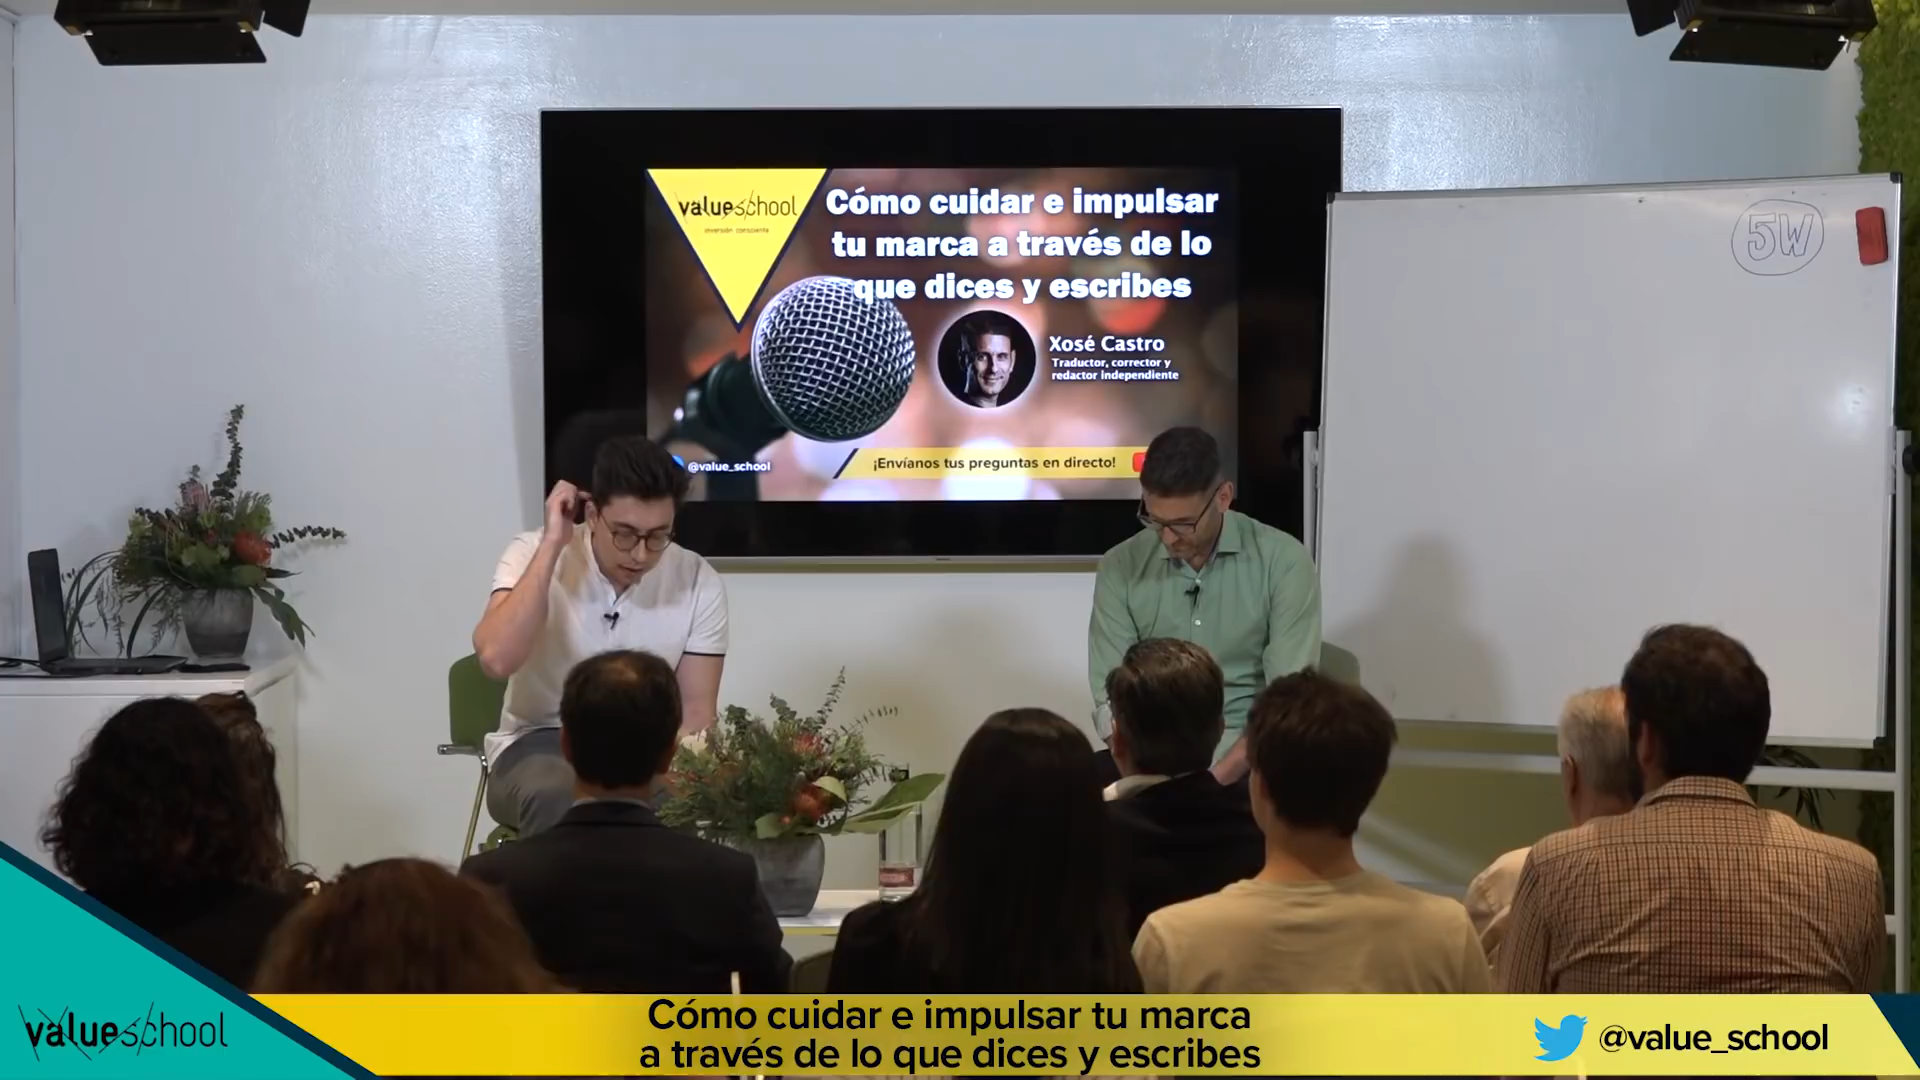 valueschool
inversión consciente
Cómo cuidar e impulsar
tu marca a través de lo
que dices y escribes
Xosé Castro
Traductor, corrector y
redactor independiente
@value_school
¡Envíanos tus preguntas en directo!
5W
valueschool
Cómo cuidar e impulsar tu marca
a través de lo que dices y escribes
@value_school